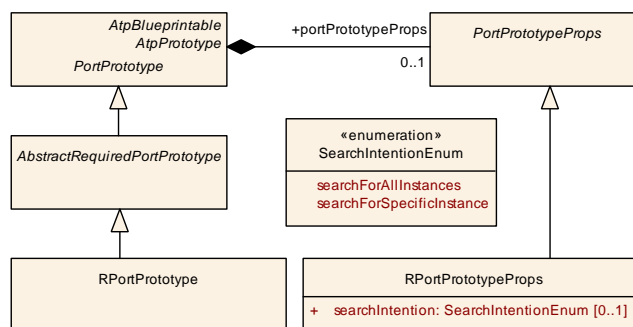 AtpBlueprintable
AtpPrototype
PortPrototype
+portPrototypeProps
0..1
PortPrototypeProps
AbstractRequiredPortPrototype
«enumeration»
SearchIntentionEnum
searchForAllInstances
searchForSpecificInstance
RPortPrototype
RPortPrototypeProps
+ searchIntention: SearchIntentionEnum [0..1]